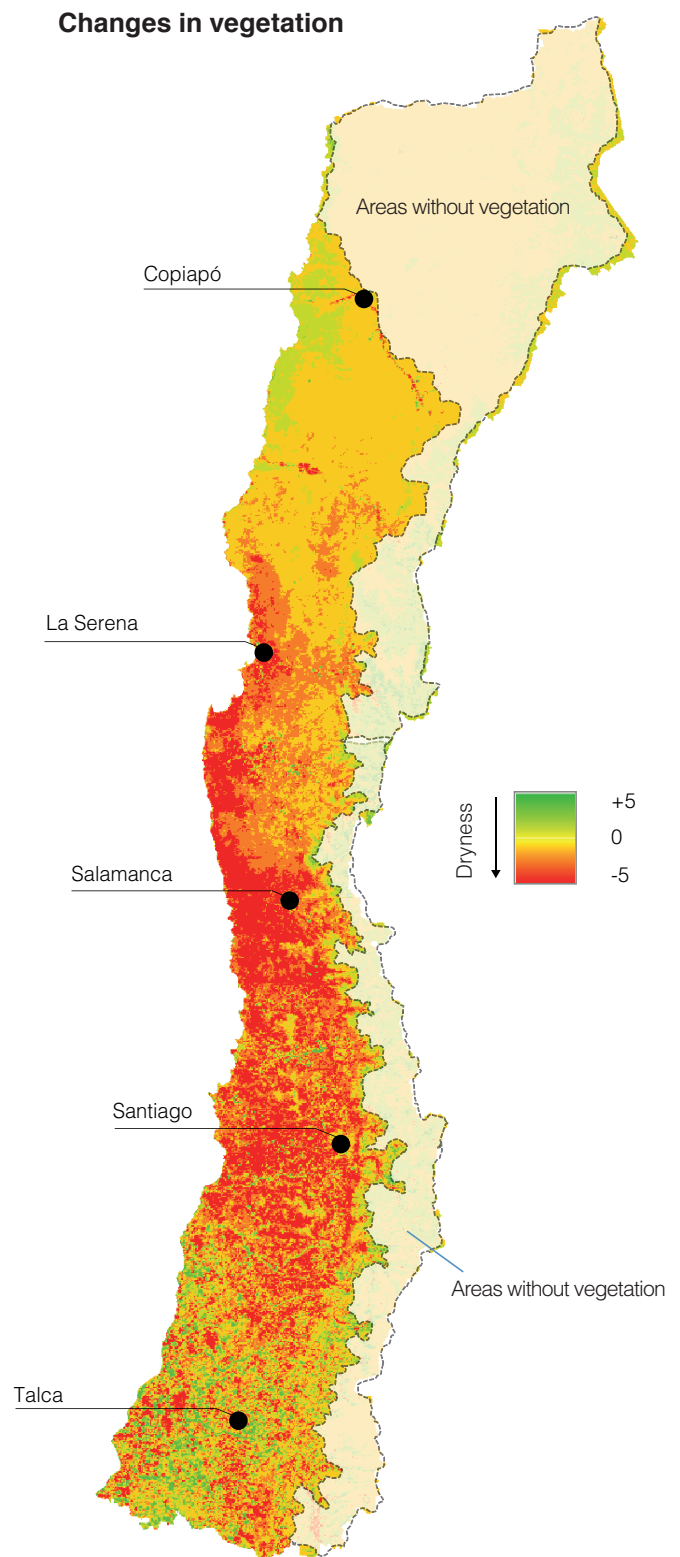 Changes in vegetation
Areas without vegetation
Copiapó
La Serena
Dryness
+5
0
-5
Salamanca
Santiago
Areas without vegetation
Talca